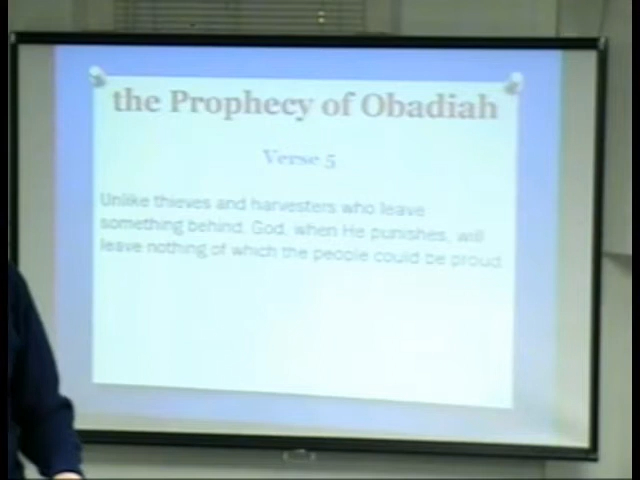 the Prophecy of Obadiah
Verse 5
Unlike thieves and harvesters who leave
something behind, God, when He punishes, will
leave nothing of which the people could be proud.